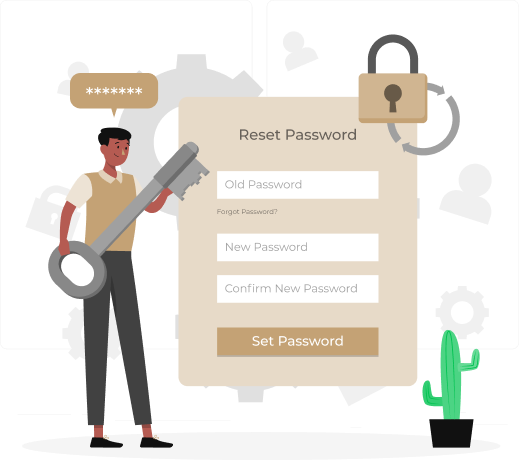 *******
Reset Password
Old Password
Forgot Password?
New Password
Confirm New Password
Set Password